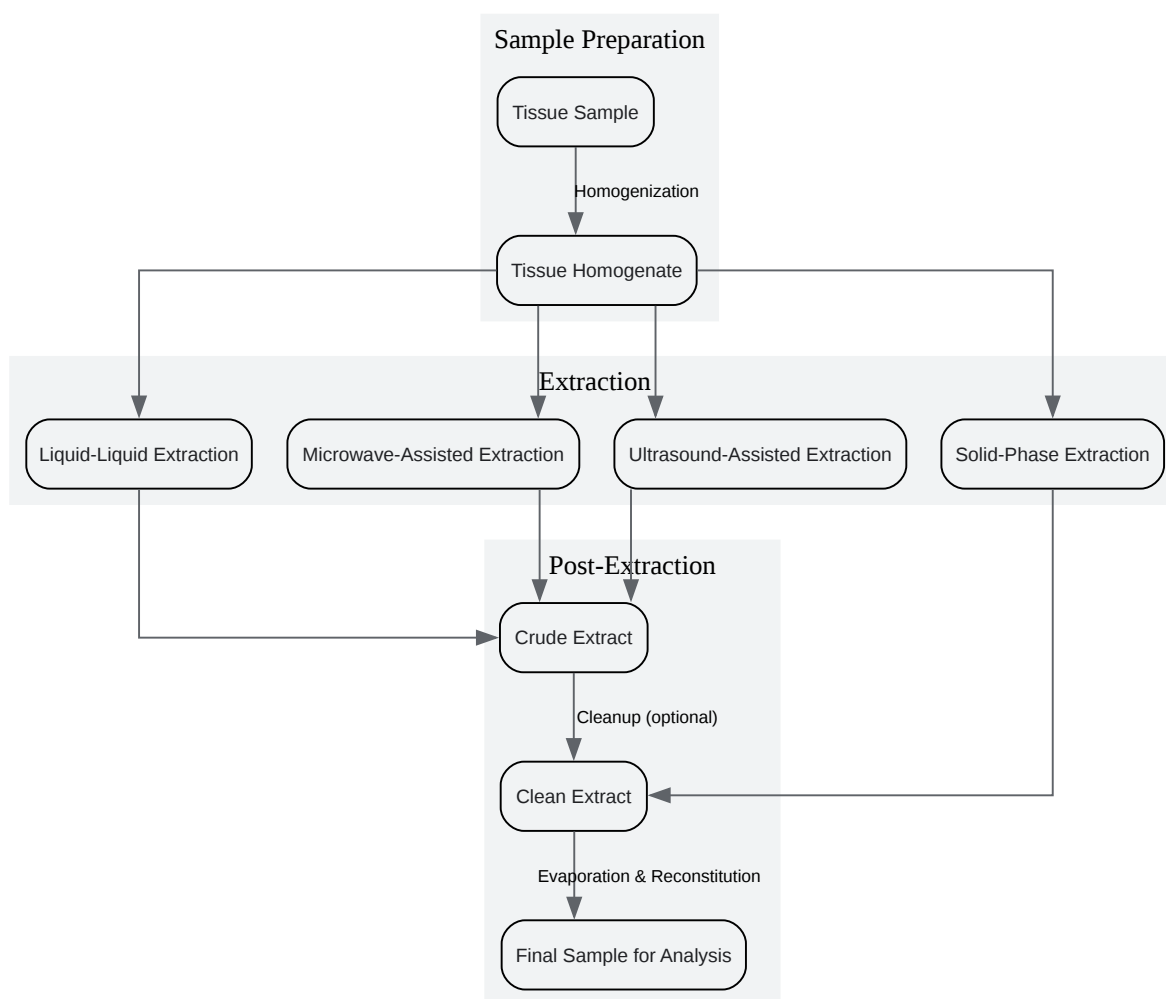 Sample Preparation
Tissue Sample
Homogenization
Tissue Homogenate
Extraction
Liquid-Liquid Extraction
Microwave-Assisted Extraction
Ultrasound-Assisted Extraction
Solid-Phase Extraction
Post-Extraction
Crude Extract
Cleanup (optional)
Clean Extract
Evaporation & Reconstitution
Final Sample for Analysis